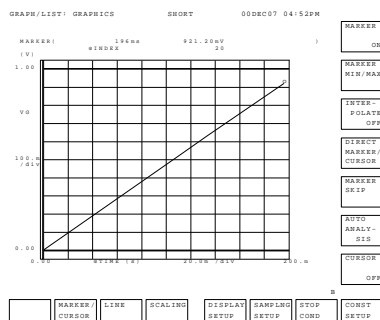 GRAPH/LIST: GRAPHICS SHORT 00DEC07 04:52PM
MARKER( 196ms 921.20mV )
*INDEX 20
(V)
1.00
VG
100.m
/div
0.00
0.00 *TIME (S) 20.0m /div 200.m
MARKER
ON
MARKER
MIN/MAX
INTER-
POLATE
OFF
DIRECT
MARKER/
CURSOR
MARKER
SKIP
AUTO
ANALY-
SIS
CURSOR
OFF
B
MARKER/
CURSOR
LINE
SCALING
DISPLAY
SETUP
SAMPLNG
SETUP
STOP
COND
CONST
SETUP